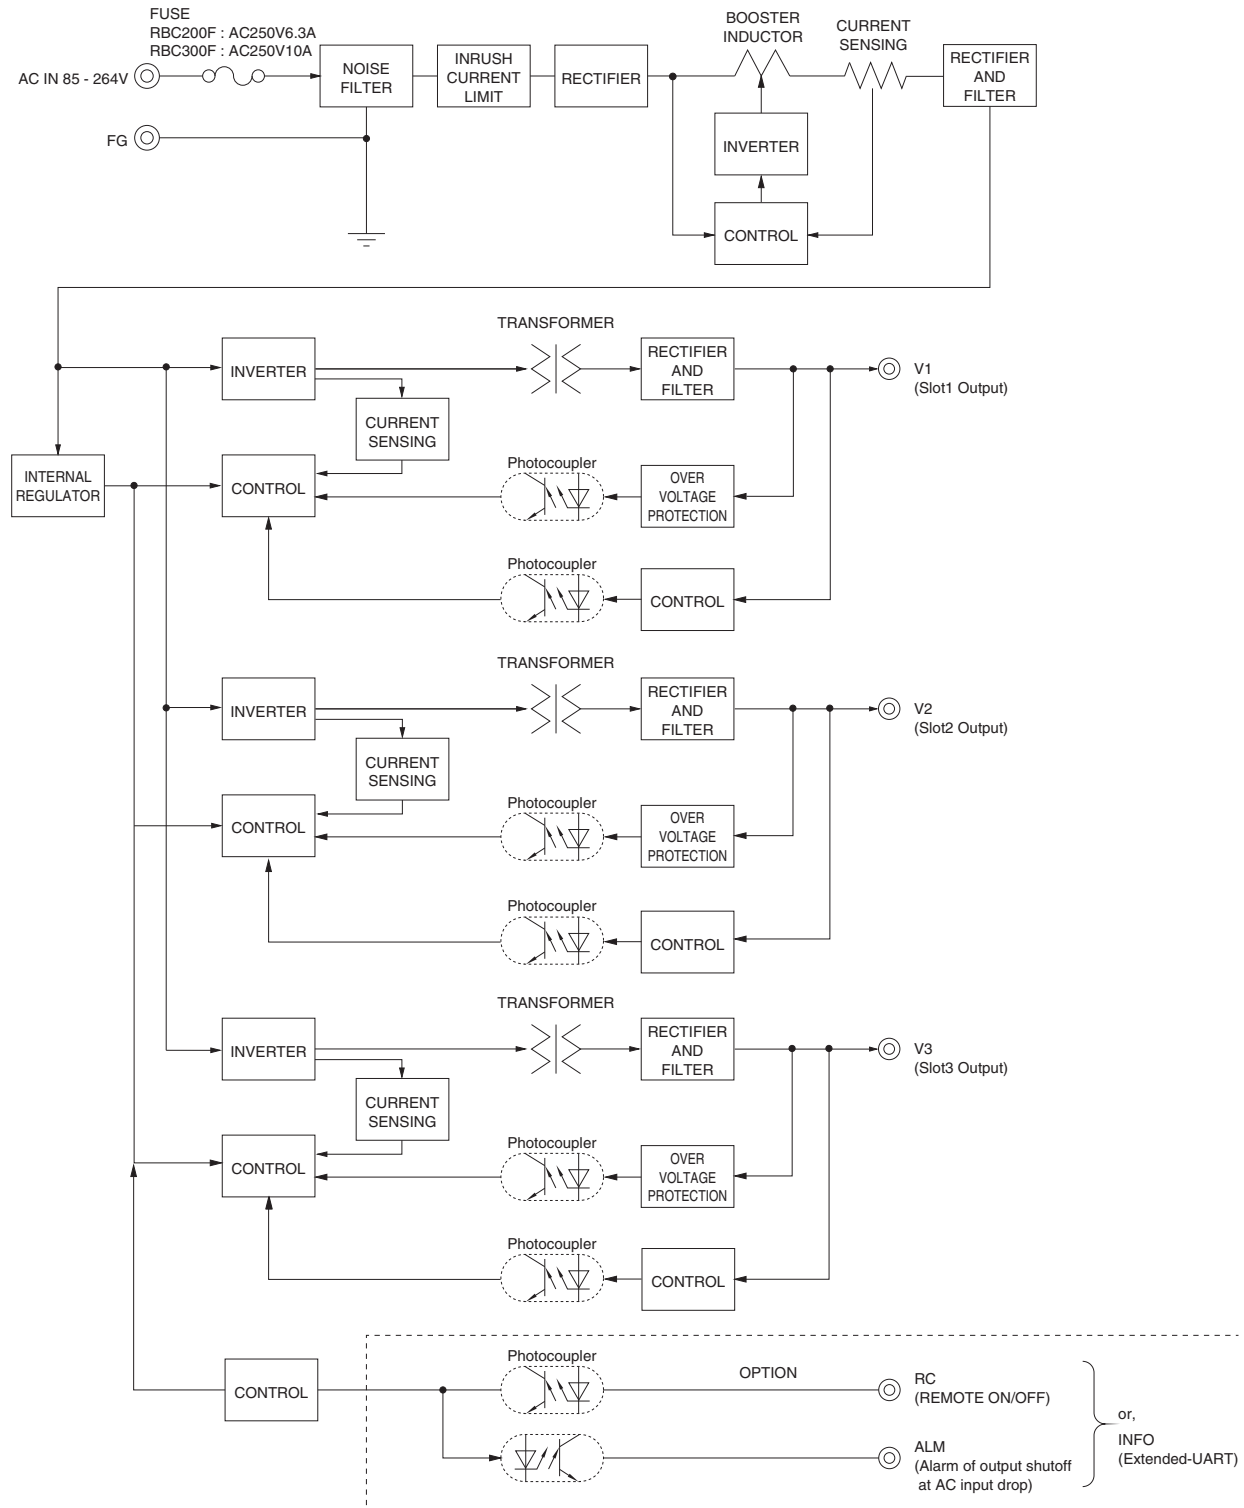 FUSE
RBC200F : AC250V6.3A
RBC300F : AC250V10A
AC IN 85 - 264V
NOISE
FILTER
INRUSH
CURRENT
LIMIT
RECTIFIER
BOOSTER
INDUCTOR
CURRENT
SENSING
RECTIFIER
AND
FILTER
FG
INVERTER
CONTROL
TRANSFORMER
INVERTER
RECTIFIER
AND
FILTER
V1
(Slot1 Output)
CURRENT
SENSING
INTERNAL
REGULATOR
CONTROL
Photocoupler
OVER
VOLTAGE
PROTECTION
Photocoupler
CONTROL
TRANSFORMER
INVERTER
RECTIFIER
AND
FILTER
V2
(Slot2 Output)
CURRENT
SENSING
CONTROL
Photocoupler
OVER
VOLTAGE
PROTECTION
Photocoupler
CONTROL
TRANSFORMER
INVERTER
RECTIFIER
AND
FILTER
V3
(Slot3 Output)
CURRENT
SENSING
CONTROL
Photocoupler
OVER
VOLTAGE
PROTECTION
Photocoupler
CONTROL
CONTROL
Photocoupler
OPTION
RC
(REMOTE ON/OFF)
ALM
(Alarm of output shutoff
at AC input drop)
or,
INFO
(Extended-UART)